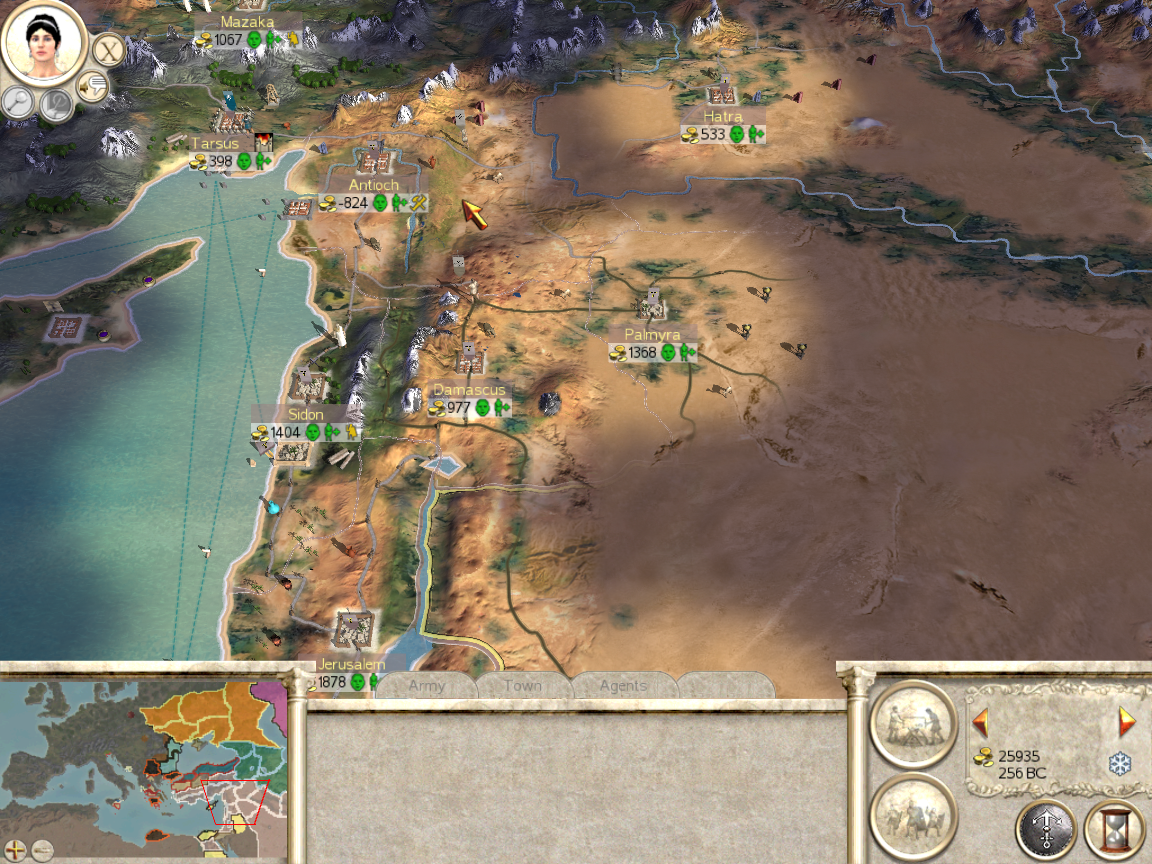 Mazaka
1067
Hatra
533
Tarsus
398
Antioch
-824
Palmyra
1368
Damascus
977
Sidon
1404
Jerusalem
1878
Army
Town
Agents
25935
256 BC